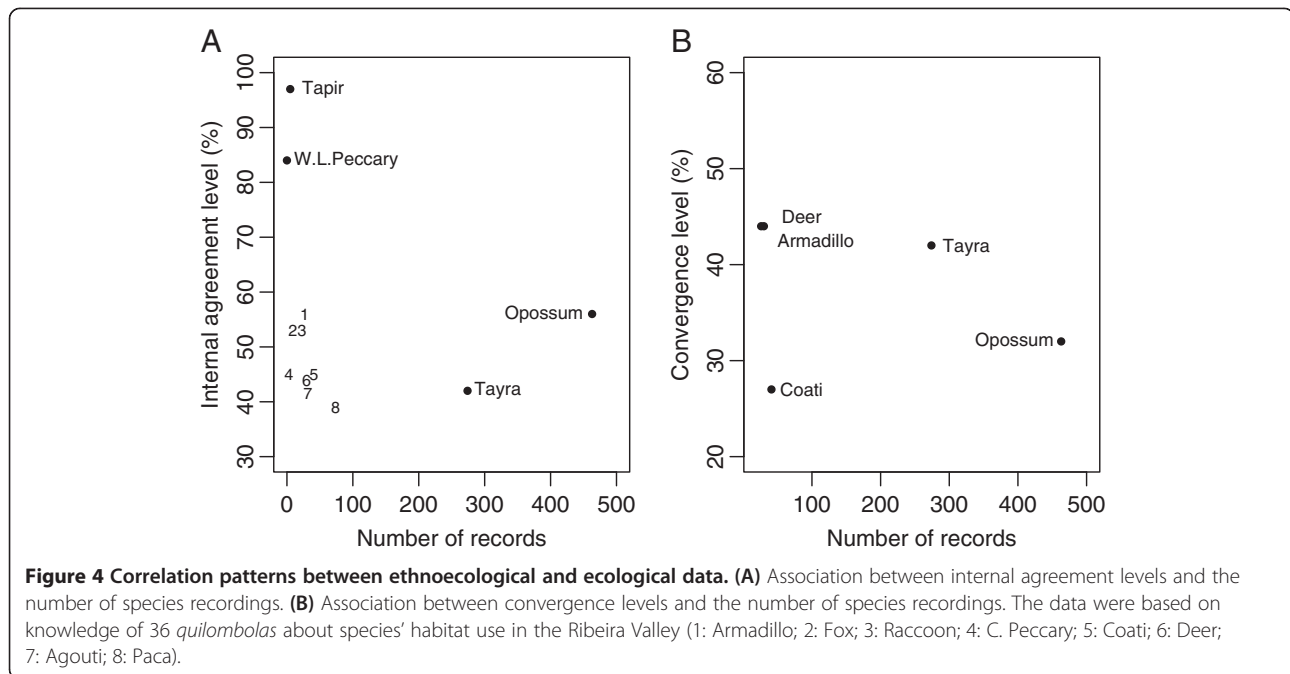 A
Internal agreement level (%)
100
90
80
70
60
50
40
30
Tapir
W.L.Peccary
Opossum
1
23
4
5
6
7
8
Tayra
0
100
200
300
400
500
Number of records
B
Convergence level (%)
60
50
40
30
20
Deer
Armadillo
Tayra
Opossum
Coati
100
200
300
400
500
Number of records
Figure 4 Correlation patterns between ethnoecological and ecological data. (A) Association between internal agreement levels and the
number of species recordings. (B) Association between convergence levels and the number of species recordings. The data were based on
knowledge of 36 quilombolas about species' habitat use in the Ribeira Valley (1: Armadillo; 2: Fox; 3: Raccoon; 4: C. Peccary; 5: Coati; 6: Deer;
7: Agouti; 8: Paca).